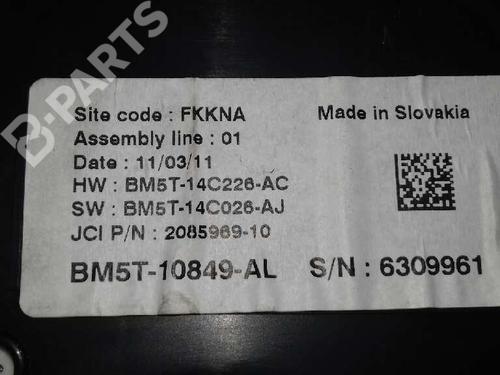 B-PARTS
Site code : FKKNA
Made in Slovakia
Assembly line : 01
Date : 11/03/11
HW : BM5T-14C226-AC
SW : BM5T-14C026-AJ
JCI P/N : 2085969-10
BM5T-10849-AL S/N : 6309961